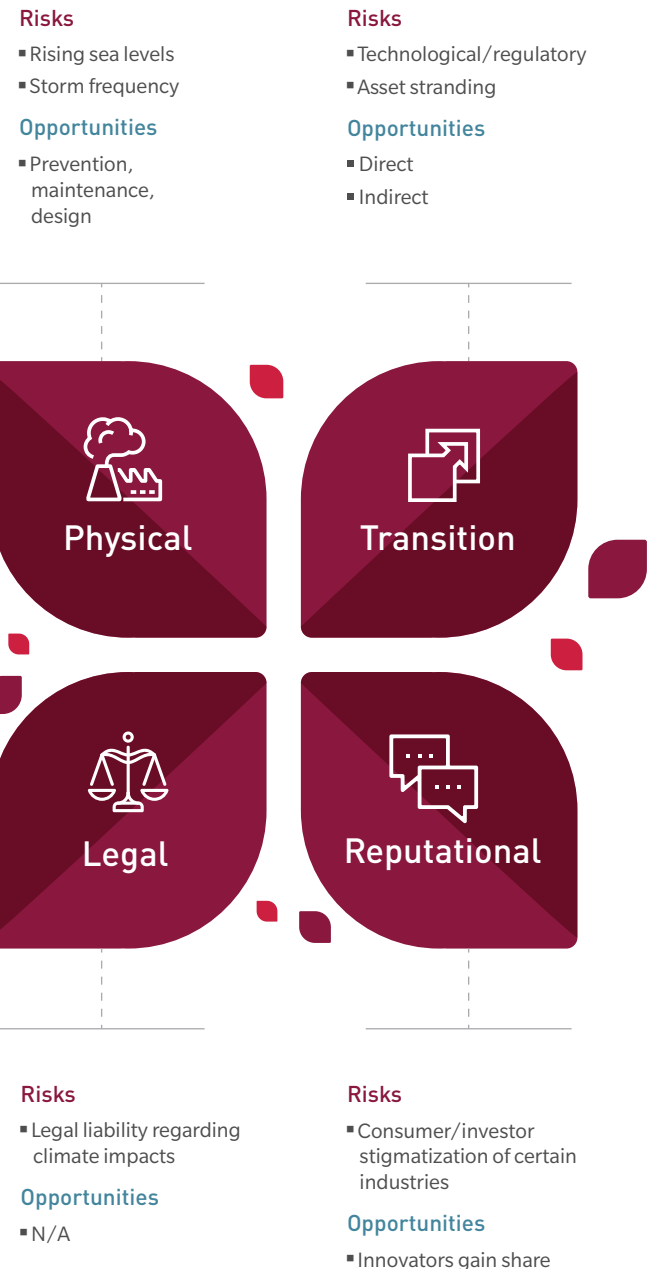 Risks
▪ Rising sea levels
▪ Storm frequency
Opportunities
▪ Prevention,
maintenance,
design
Risks
▪ Technological/regulatory
▪ Asset stranding
Opportunities
▪ Direct
▪ Indirect
Physical
Transition
Legal
Reputational
Risks
▪ Legal liability regarding
climate impacts
Opportunities
▪ N/A
Risks
▪ Consumer/investor
stigmatization of certain
industries
Opportunities
▪ Innovators gain share